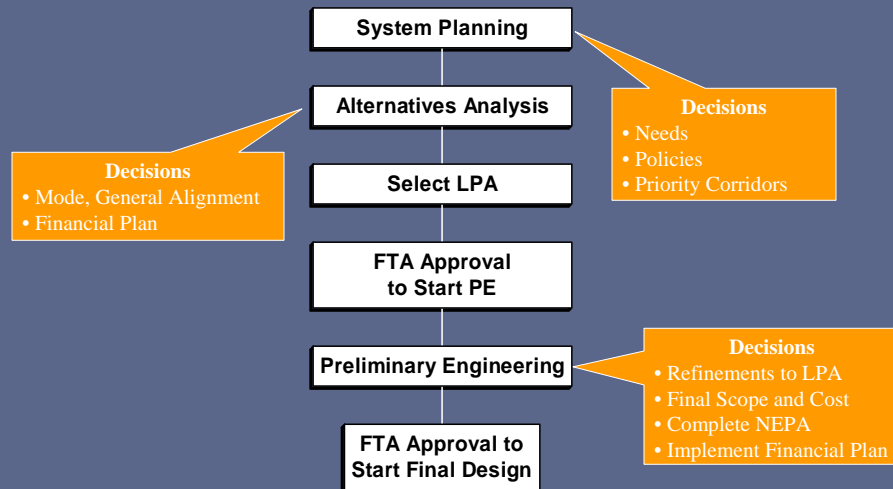 System Planning
Alternatives Analysis
Decisions
• Needs
• Policies
• Priority Corridors
Decisions
• Mode, General Alignment
• Financial Plan
Select LPA
FTA Approval
to Start PE
Preliminary Engineering
Decisions
• Refinements to LPA
• Final Scope and Cost
• Complete NEPA
• Implement Financial Plan
FTA Approval to
Start Final Design